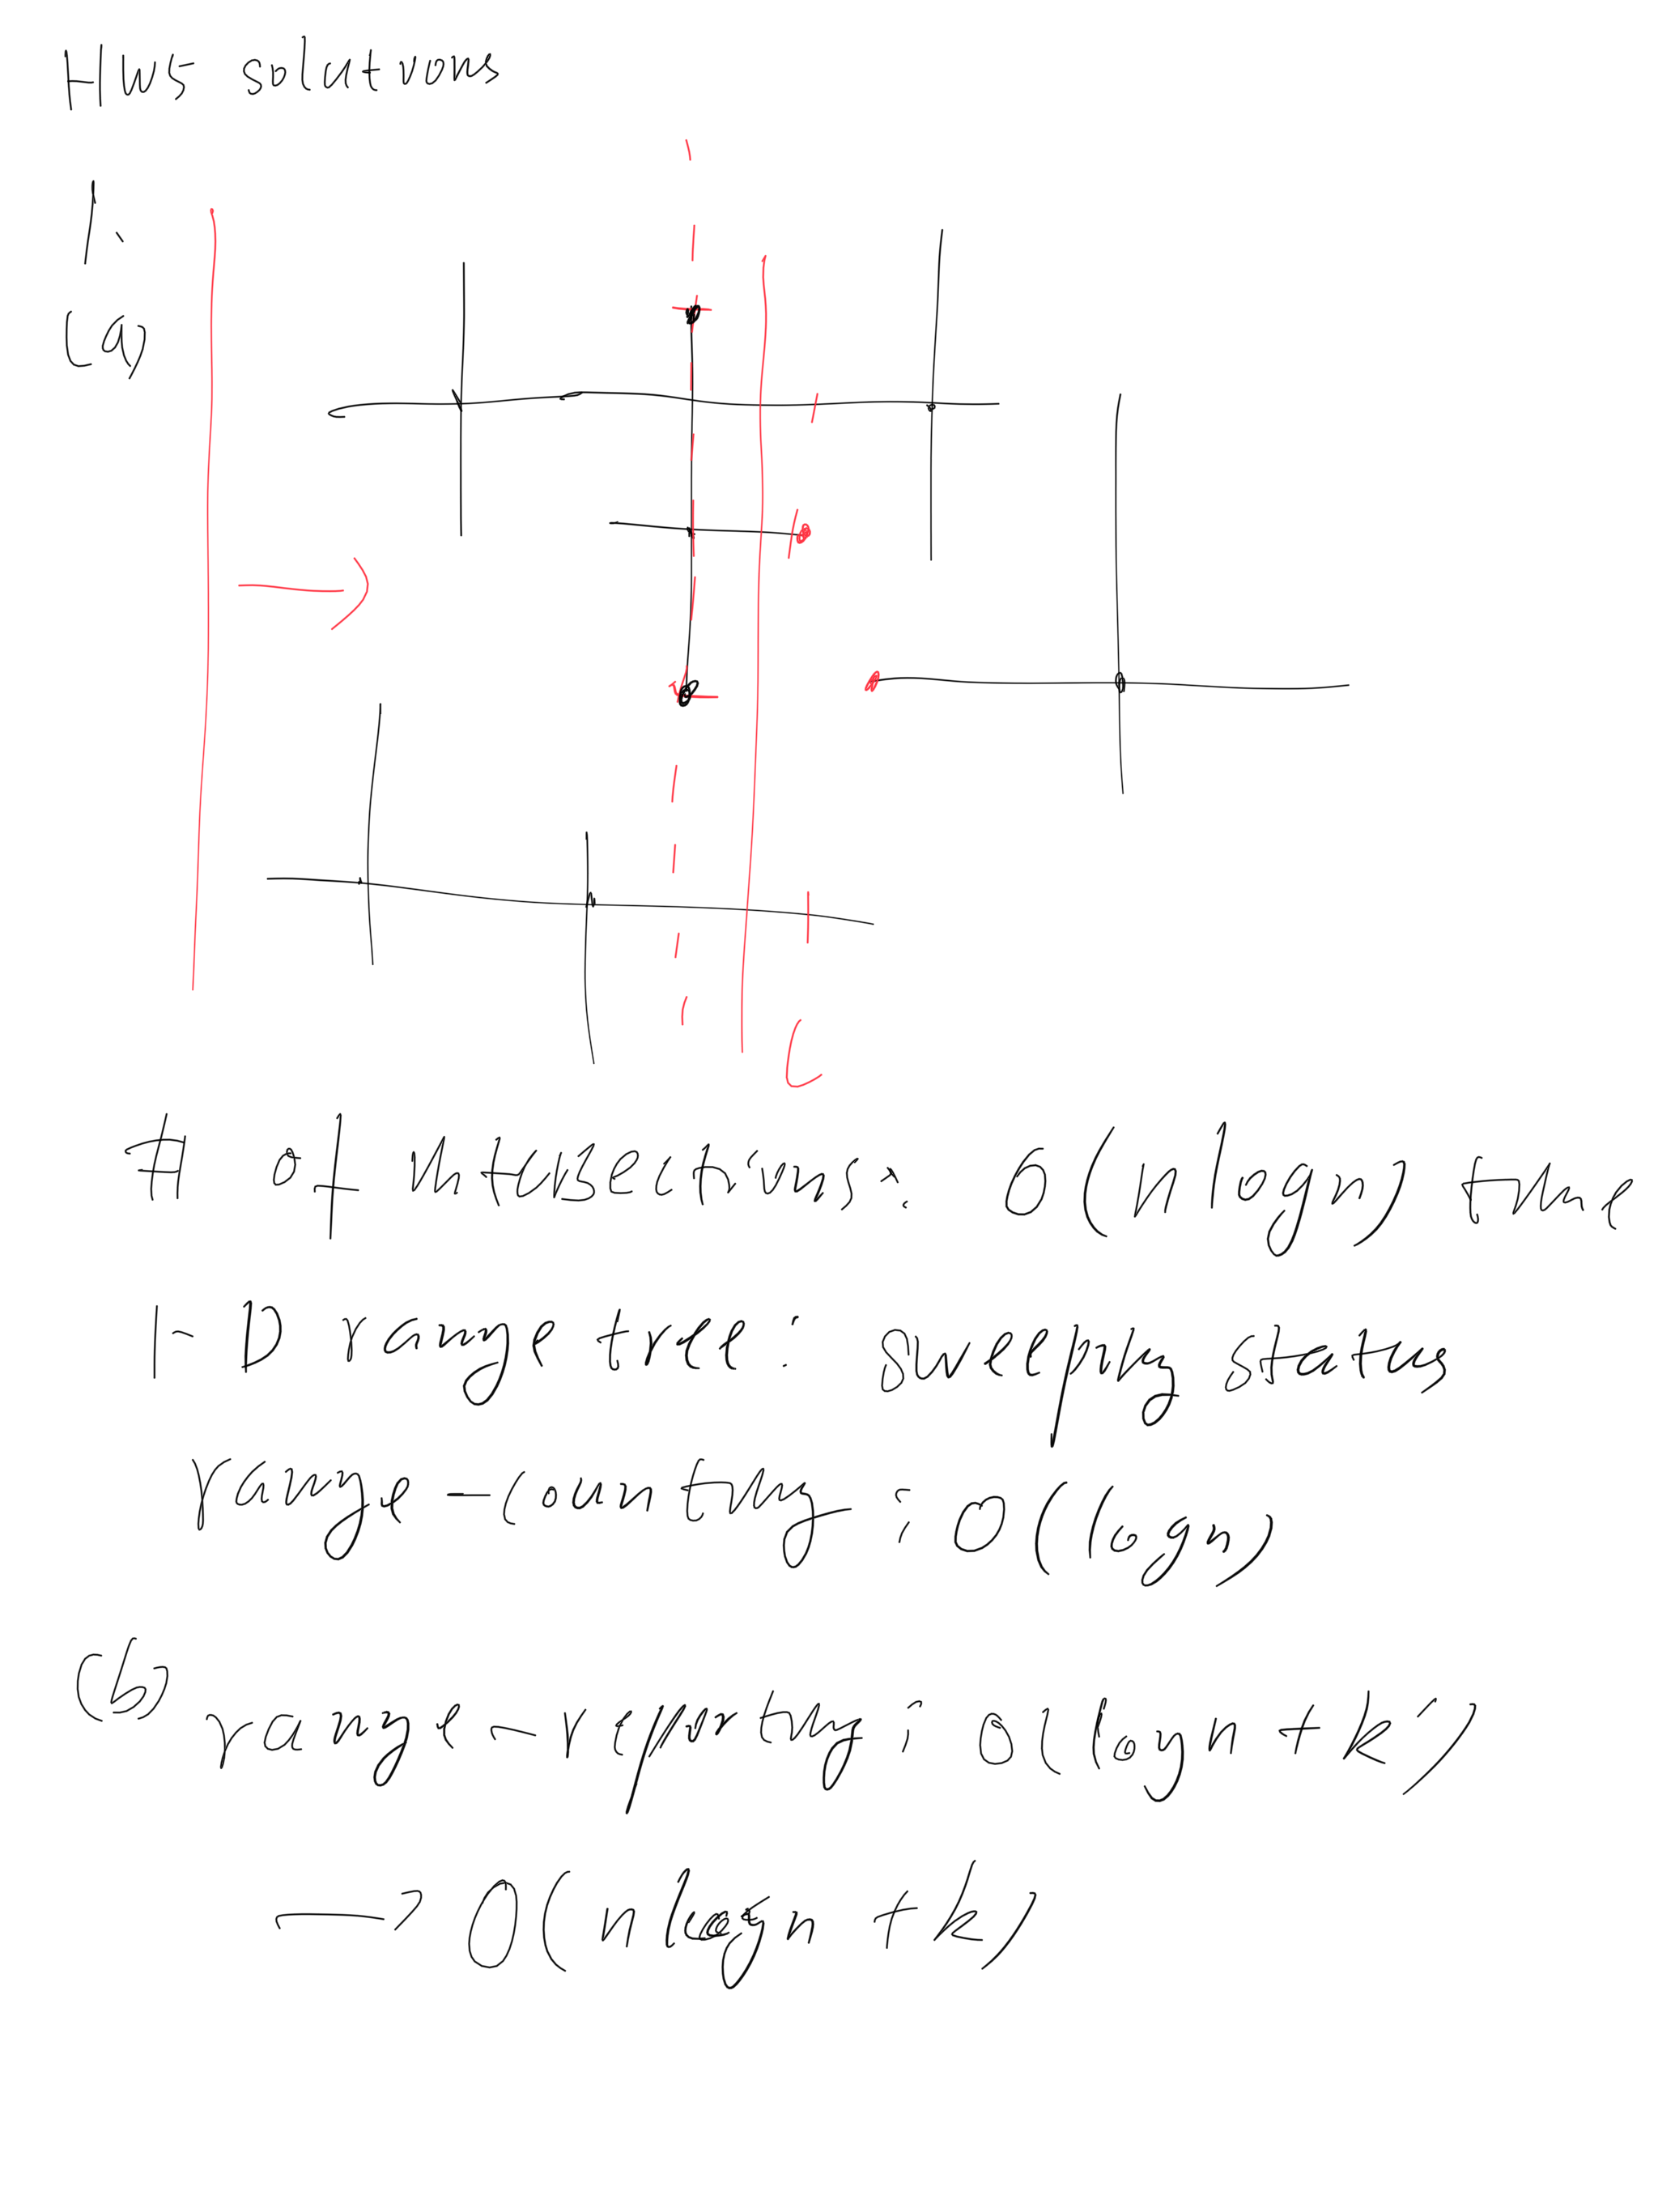 HW5 solutions
1.
(a)
L
# of intersections: O(n log n) time
1-D range tree: sweeping status
range-counting: O(log n)
(b)
range-reporting: O(log n + k')
→ O(n log n + k)